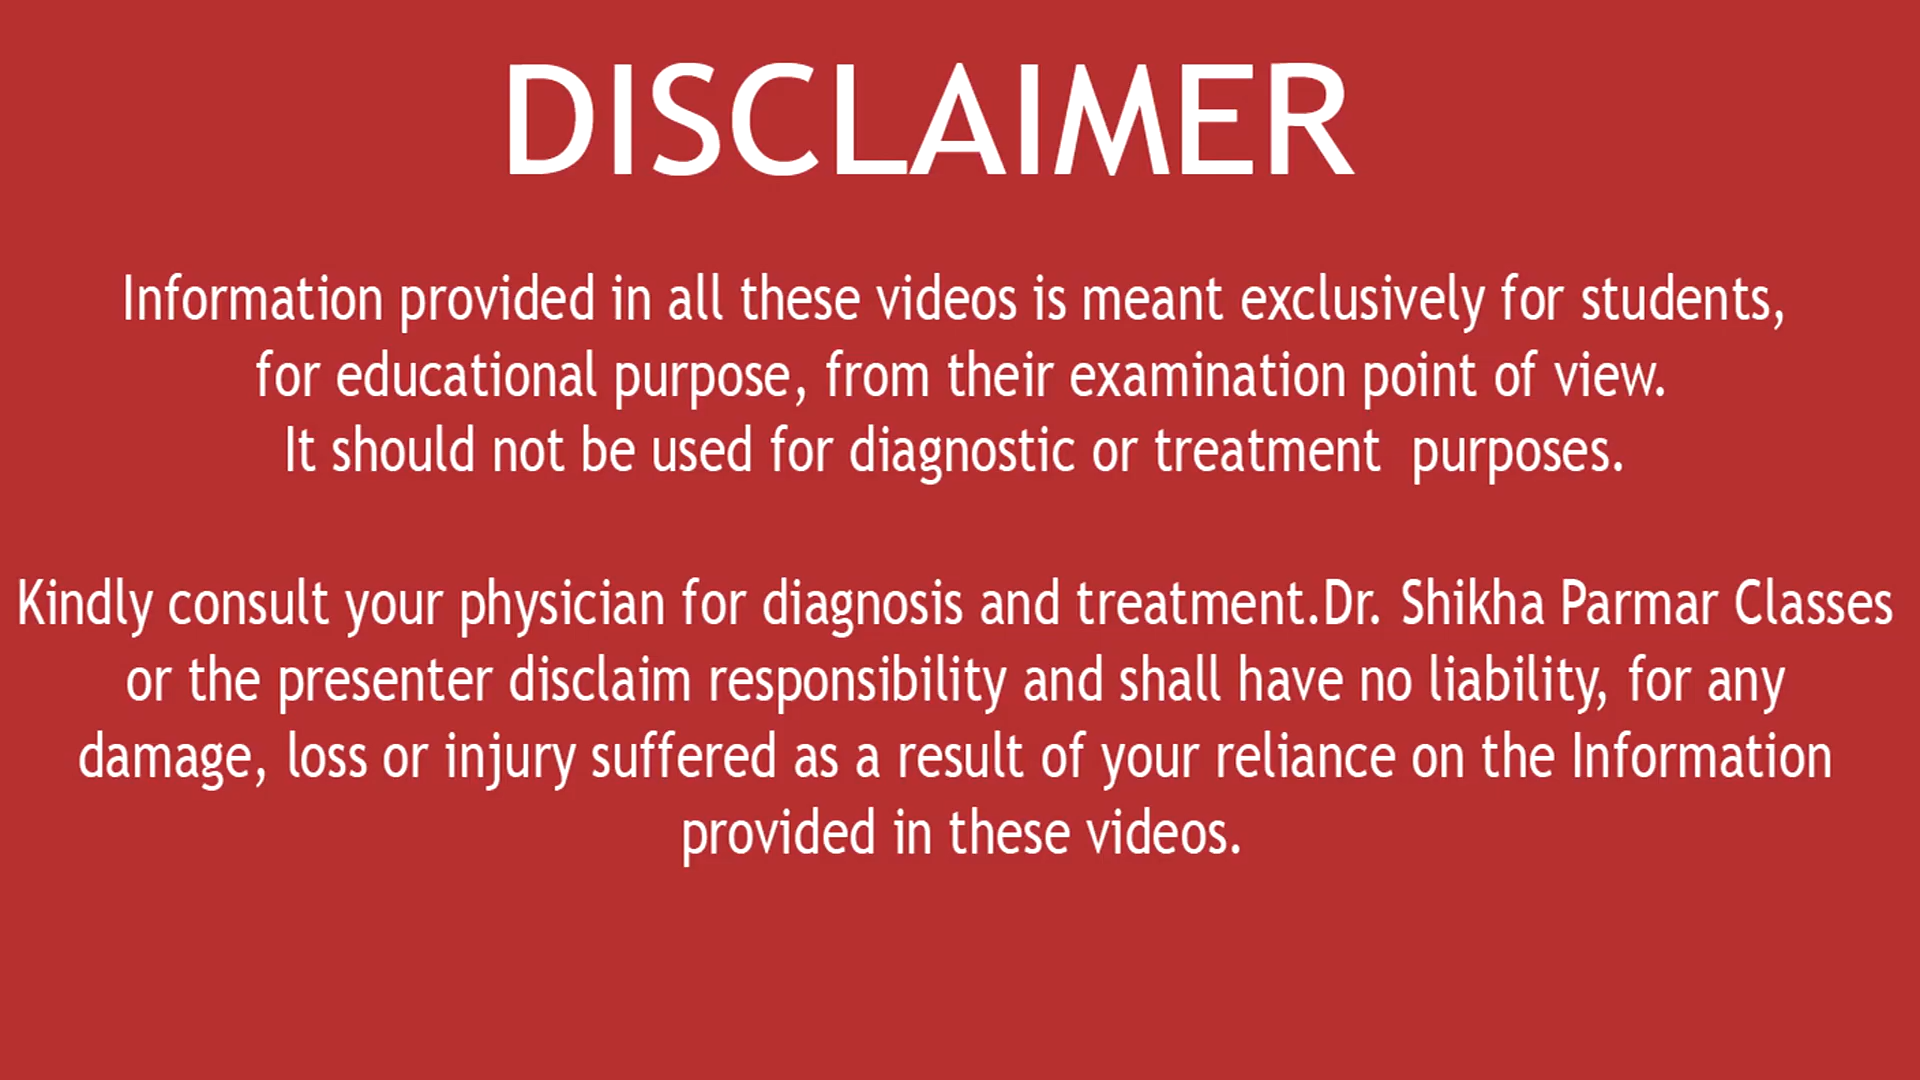 DISCLAIMER
Information provided in all these videos is meant exclusively for students,
for educational purpose, from their examination point of view.
It should not be used for diagnostic or treatment  purposes.
Kindly consult your physician for diagnosis and treatment.Dr. Shikha Parmar Classes
or the presenter disclaim responsibility and shall have no liability, for any
damage, loss or injury suffered as a result of your reliance on the Information
provided in these videos.